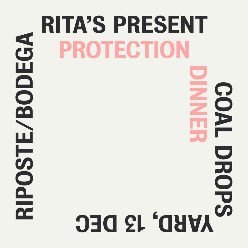 RITA'S PRESENT
PROTECTION
DINNER
COAL DROPS
YARD, 13 DEC
RIPOSTE/BODEGA